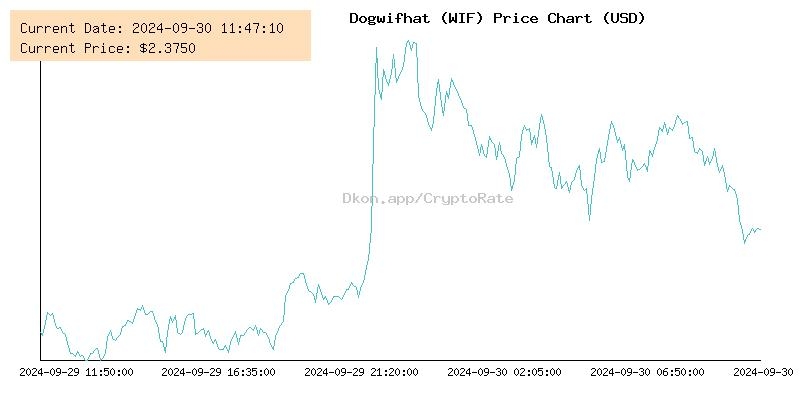 Dogwifhat (WIF) Price Chart (USD)
Current Date: 2024-09-30 11:47:10
Current Price: $2.3750
Dkon.app/CryptoRate
2024-09-29 11:50:00
2024-09-29 16:35:00
2024-09-29 21:20:00
2024-09-30 02:05:00
2024-09-30 06:50:00
2024-09-30